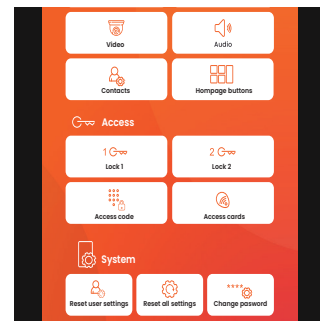 Video
Audio
Contacts
Hompage buttons
Access
1
2
Lock 1
Lock 2
Access code
Access cards
System
****
Reset user settings
Reset all settings
Change pasword